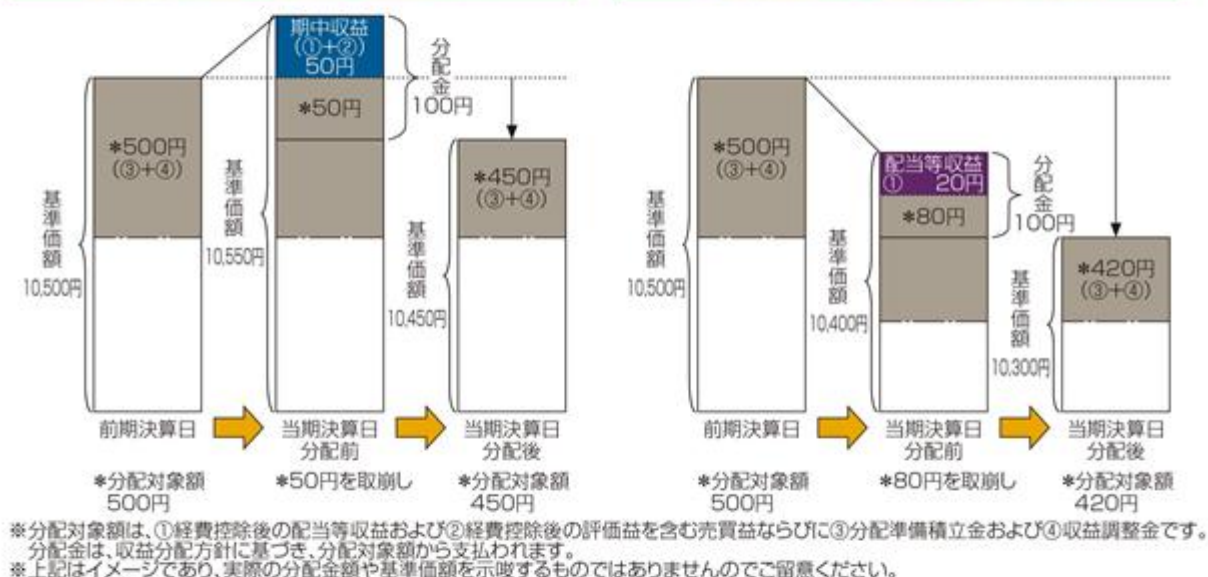 期中収益
(①+②)
50円
*50円
分配金
100円
*500円
(③+④)
*450円
(③+④)
基準価額
10,500円
基準価額
10,550円
基準価額
10,450円
前期決算日
当期決算日
分配前
当期決算日
分配後
*分配対象額
500円
*50円を取崩し
*分配対象額
450円
*500円
(③+④)
配当等収益
① 20円
*80円
分配金
100円
*420円
(③+④)
基準価額
10,500円
基準価額
10,400円
基準価額
10,300円
前期決算日
当期決算日
分配前
当期決算日
分配後
*分配対象額
500円
*80円を取崩し
*分配対象額
420円
※分配対象額は、①経費控除後の配当等収益および②経費控除後の評価益を含む売買益ならびに③分配準備積立金および④収益調整金です。
分配金は、収益分配方針に基づき、分配対象額から支払われます。
※上記はイメージであり、実際の分配金額や基準価額を示唆するものではありませんのでご留意ください。